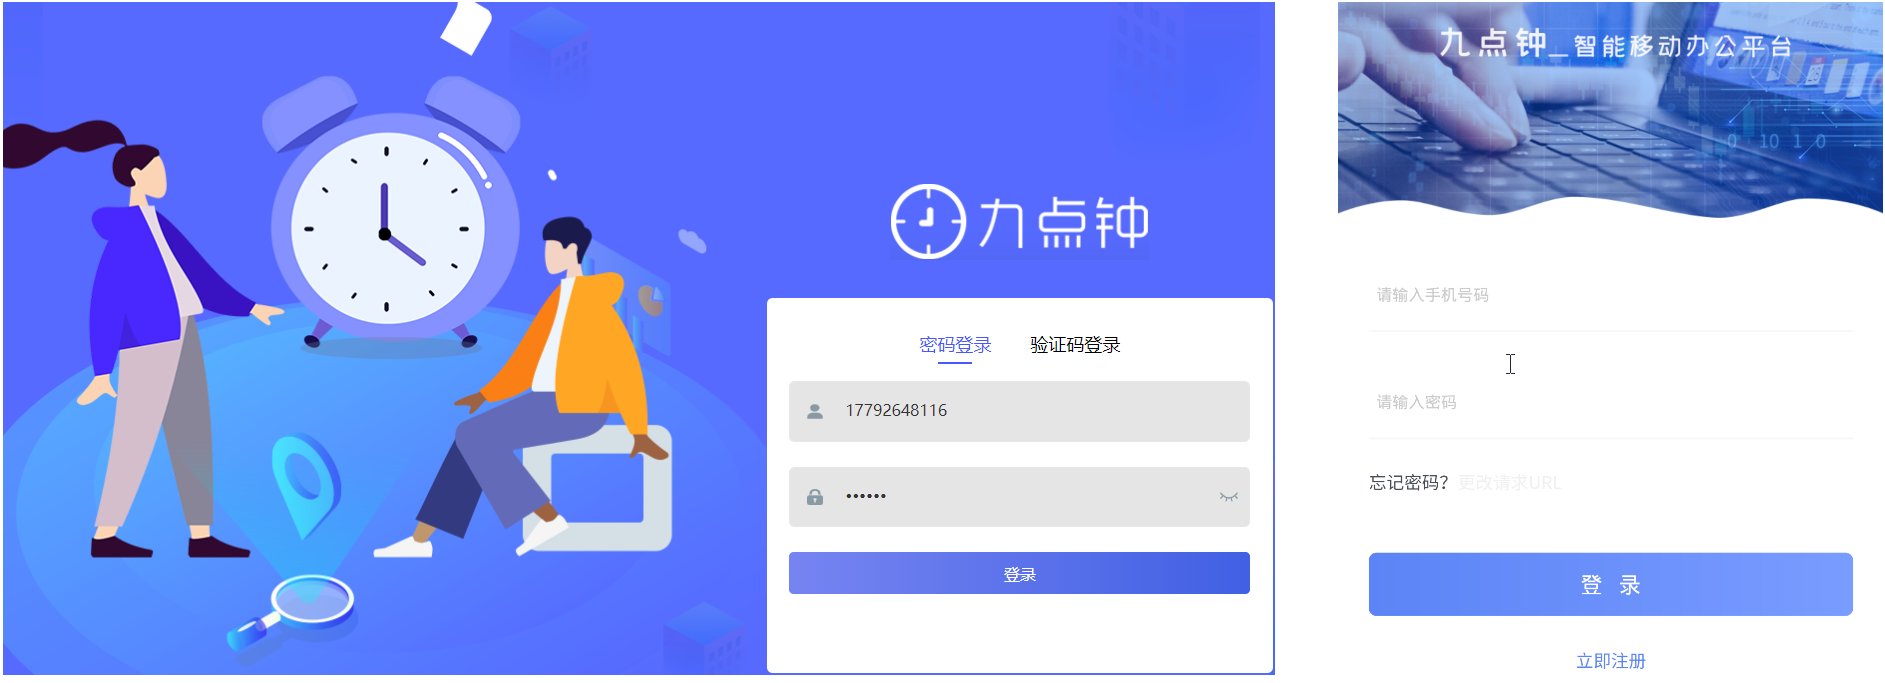 九点钟
密码登录 验证码登录
17792648116
••••••
登录
九点钟_智能移动办公平台
0 10 1 0
请输入手机号码
请输入密码
忘记密码？ 更改请求URL
登 录
立即注册